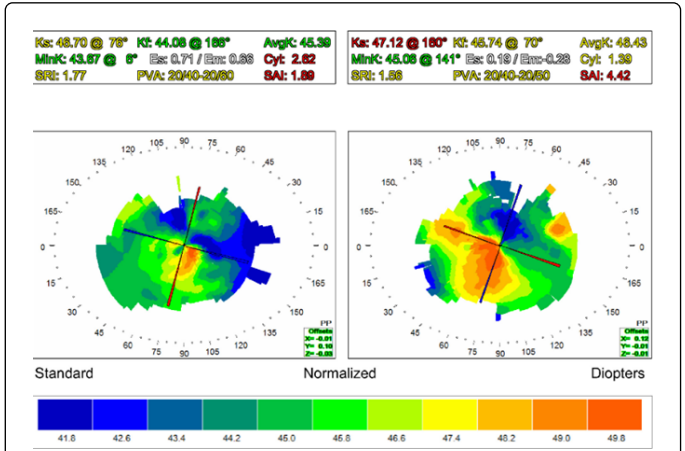 Ks: 46.70 @ 76° Kf: 44.08 @ 166° AvgK: 45.39
MinK: 43.67 @ 6° Es: 0.71 / Em: 0.66 Cyl: 2.62
SRI: 1.77 PVA: 20/40-20/60 SAI: 1.89
Ks: 47.12 @ 160° Kf: 45.74 @ 70° AvgK: 46.43
MinK: 45.06 @ 141° Es: 0.19 / Em:-0.28 Cyl: 1.39
SRI: 1.66 PVA: 20/40-20/50 SAI: 4.42
90
105 75
120 60
135 45
150 30
165 15
0 0
15 165
30 150
45 135
60 120
75 105
90
PP
Offsets
X= -0.01
Y= 0.10
Z= -0.03
90
105 75
120 60
135 45
150 30
165 15
0 0
15 165
30 150
45 135
60 120
75 105
90
PP
Offsets
X= 0.12
Y= -0.01
Z= -0.01
Standard Normalized Diopters
41.8 42.6 43.4 44.2 45.0 45.8 46.6 47.4 48.2 49.0 49.8